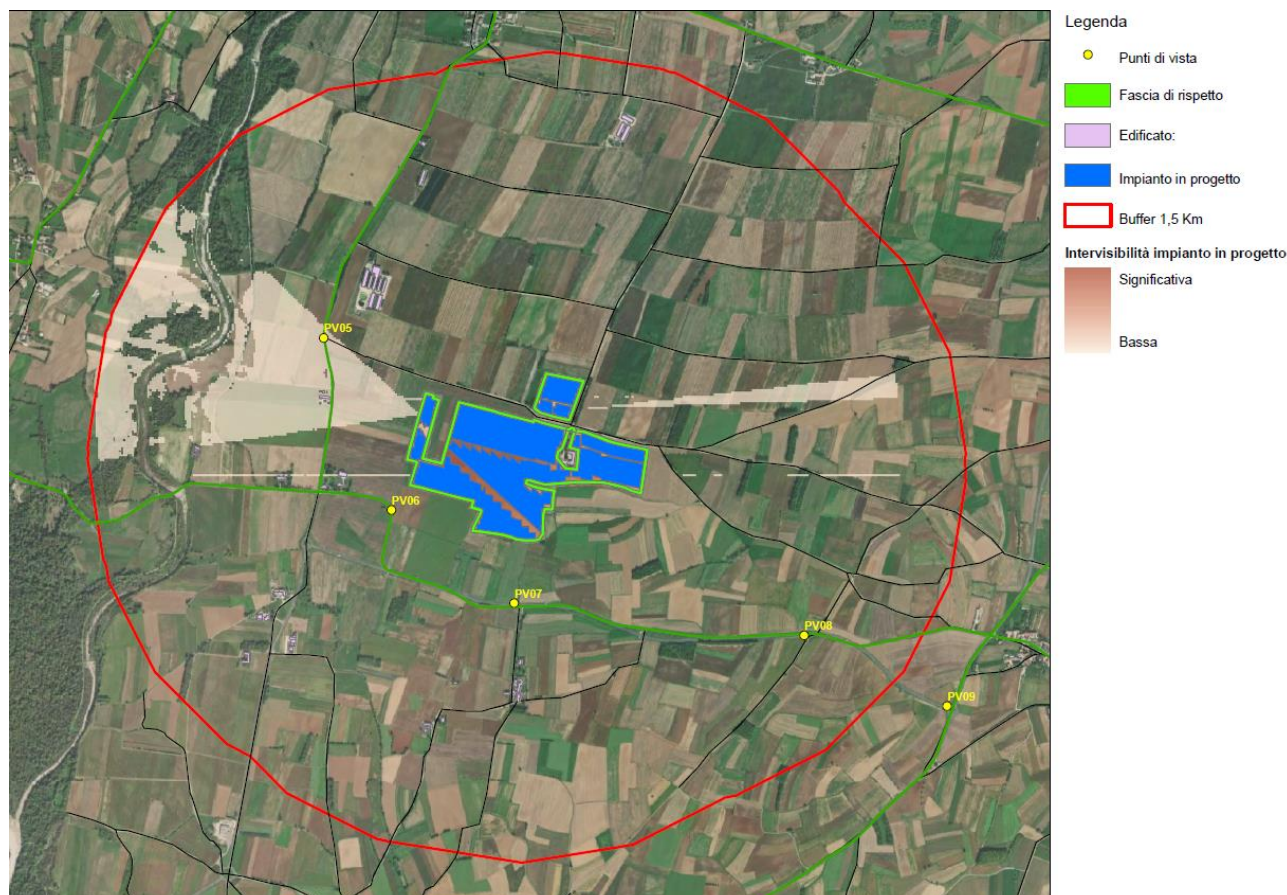 Legenda
Punti di vista
Fascia di rispetto
Edificato:
Impianto in progetto
Buffer 1,5 Km
Intervisibilità impianto in progetto
Significativa
Bassa
PV05
PV06
PV07
PV08
PV09